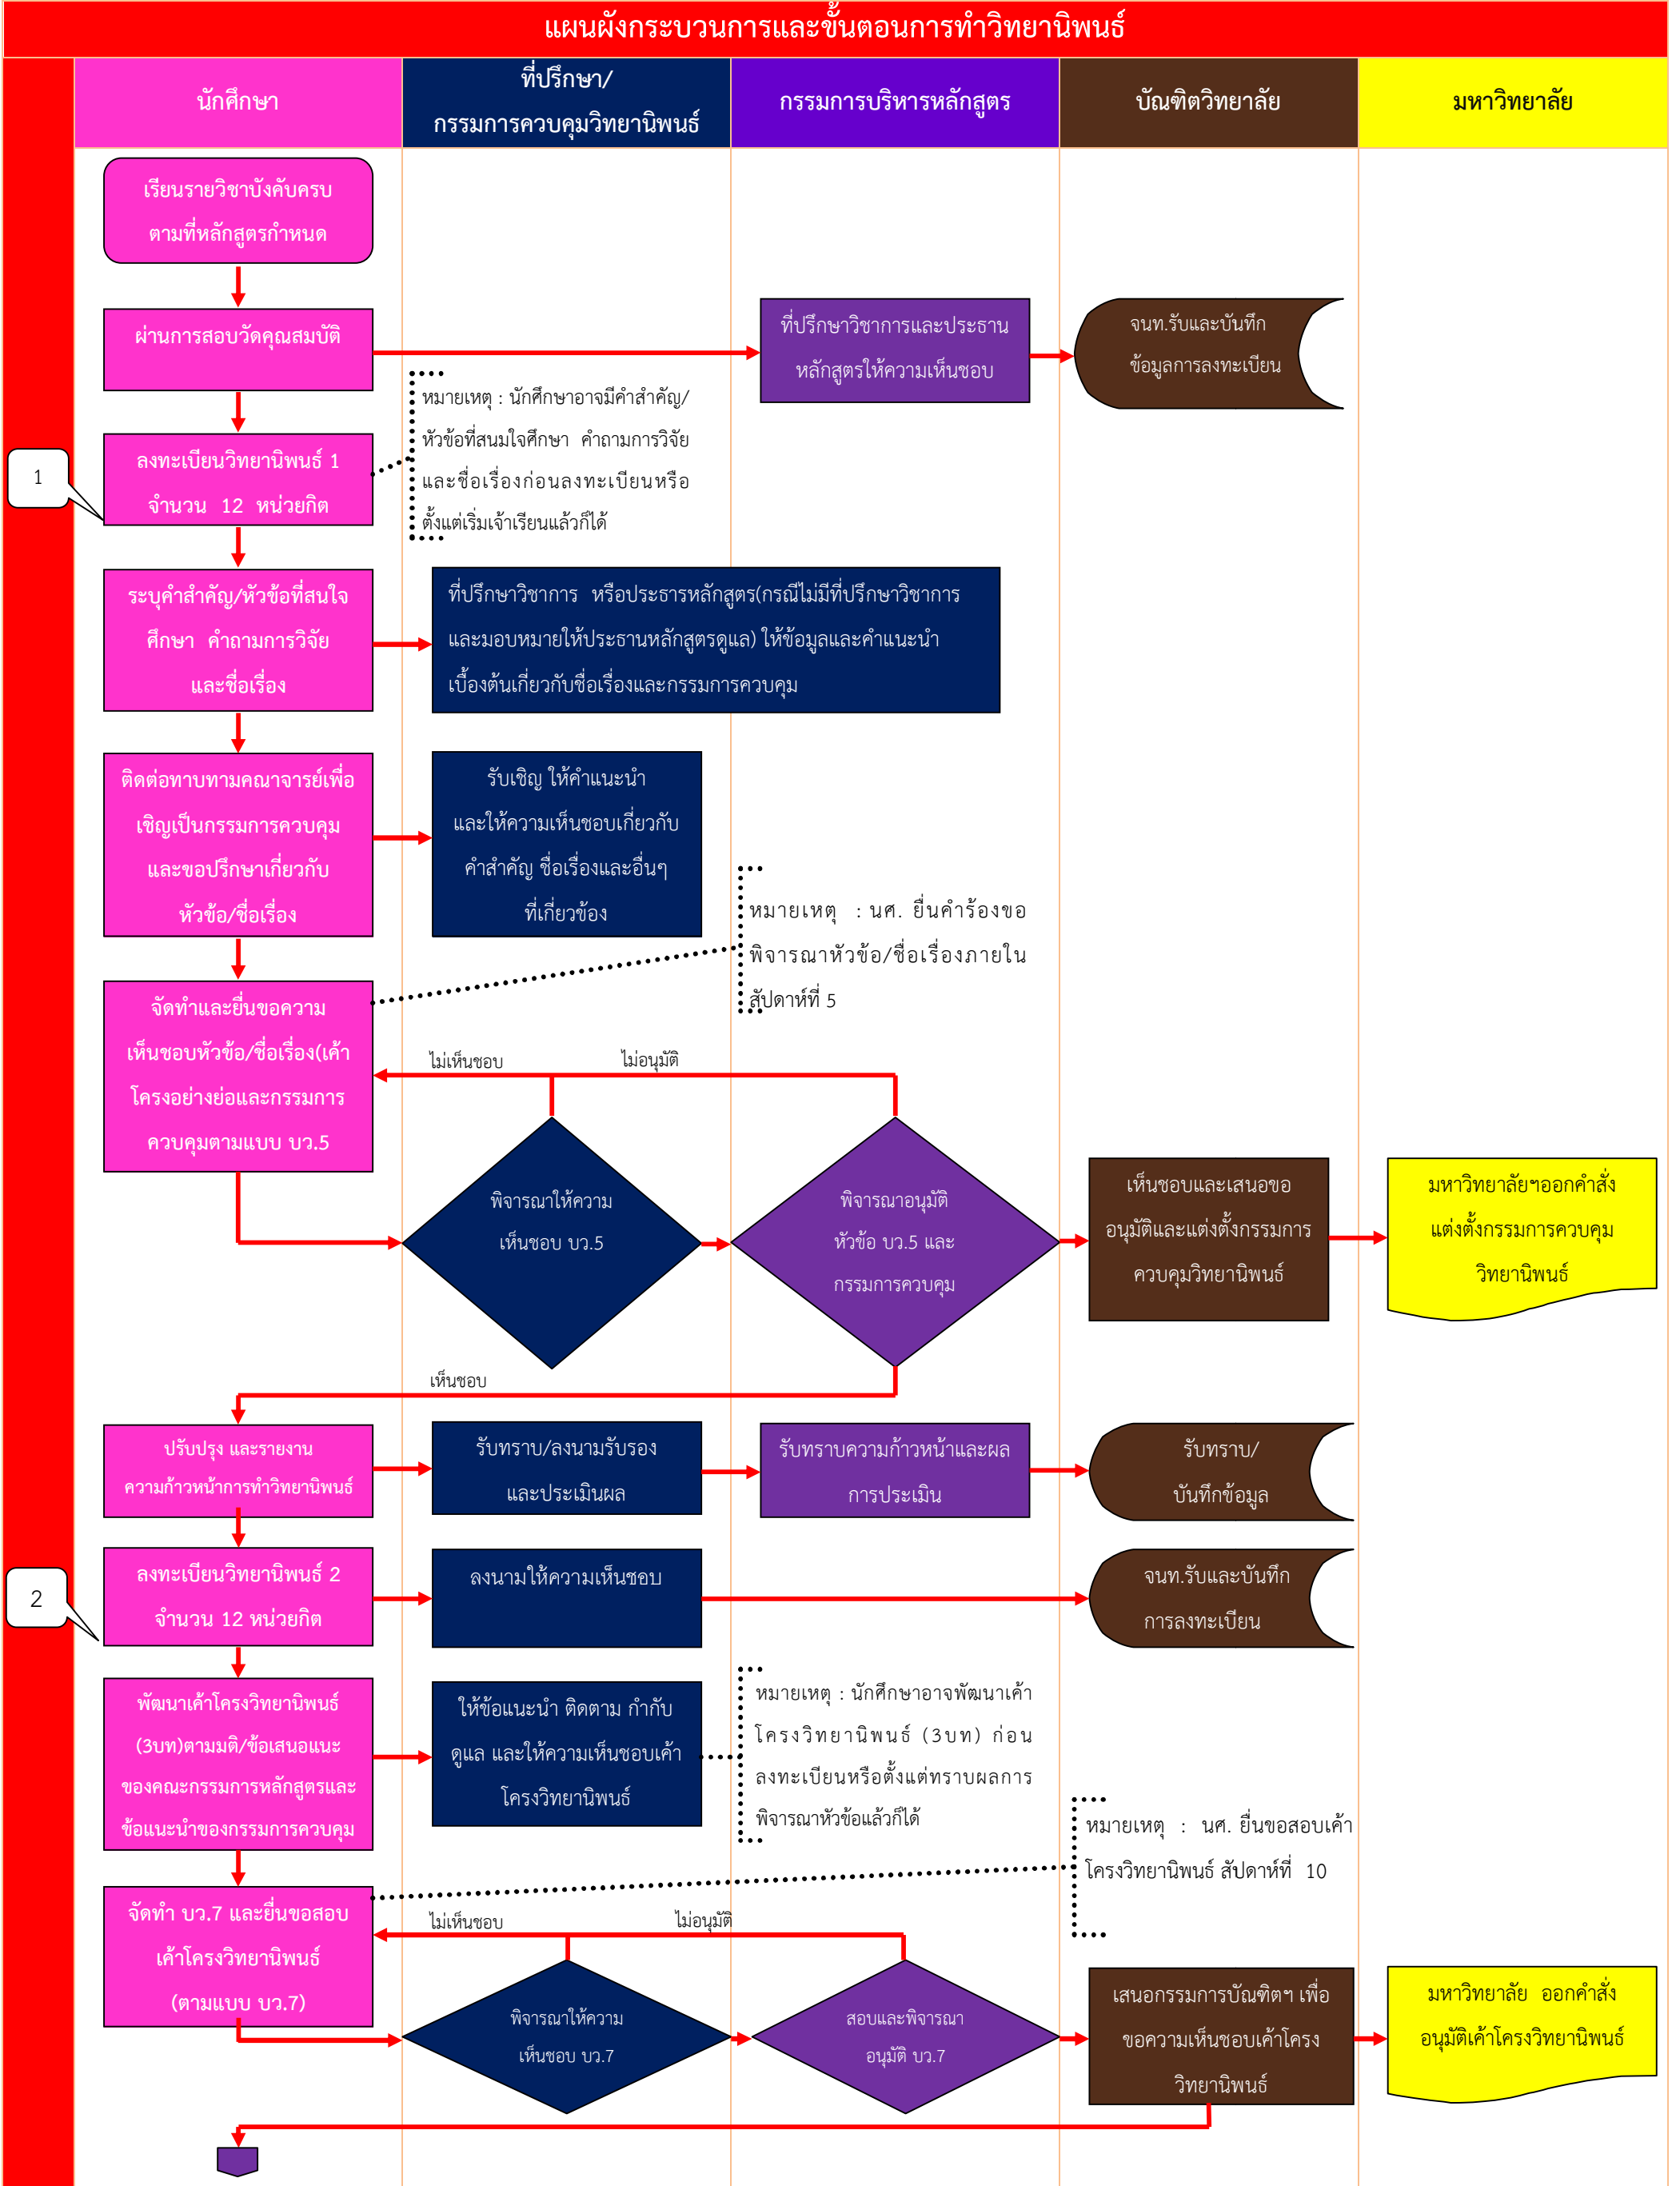 แผนผังกระบวนการและขั้นตอนการทำวิทยานิพนธ์
นักศึกษา
ที่ปรึกษา/
กรรมการควบคุมวิทยานิพนธ์
กรรมการบริหารหลักสูตร
บัณฑิตวิทยาลัย
มหาวิทยาลัย
เรียนรายวิชาบังคับครบ
ตามที่หลักสูตรกำหนด
ผ่านการสอบวัดคุณสมบัติ
ที่ปรึกษาวิชาการและประธาน
หลักสูตรให้ความเห็นชอบ
จนท.รับและบันทึก
ข้อมูลการลงทะเบียน
หมายเหตุ : นักศึกษาอาจมีคำสำคัญ/
หัวข้อที่สนมใจศึกษา คำถามการวิจัย
และชื่อเรื่องก่อนลงทะเบียนหรือ
ตั้งแต่เริ่มเจ้าเรียนแล้วก็ได้
1
ลงทะเบียนวิทยานิพนธ์ 1
จำนวน 12 หน่วยกิต
ระบุคำสำคัญ/หัวข้อที่สนใจ
ศึกษา คำถามการวิจัย
และชื่อเรื่อง
ที่ปรึกษาวิชาการ หรือประธารหลักสูตร(กรณีไม่มีที่ปรึกษาวิชาการ
และมอบหมายให้ประธานหลักสูตรดูแล) ให้ข้อมูลและคำแนะนำ
เบื้องต้นเกี่ยวกับชื่อเรื่องและกรรมการควบคุม
ติดต่อทาบทามคณาจารย์เพื่อ
เชิญเป็นกรรมการควบคุม
และขอปรึกษาเกี่ยวกับ
หัวข้อ/ชื่อเรื่อง
รับเชิญ ให้คำแนะนำ
และให้ความเห็นชอบเกี่ยวกับ
คำสำคัญ ชื่อเรื่องและอื่นๆ
ที่เกี่ยวข้อง
หมายเหตุ : นศ. ยื่นคำร้องขอ
พิจารณาหัวข้อ/ชื่อเรื่องภายใน
สัปดาห์ที่ 5
จัดทำและยื่นขอความ
เห็นชอบหัวข้อ/ชื่อเรื่อง(เค้า
โครงอย่างย่อและกรรมการ
ควบคุมตามแบบ บว.5
ไม่เห็นชอบ
ไม่อนุมัติ
พิจารณาให้ความ
เห็นชอบ บว.5
พิจารณาอนุมัติ
หัวข้อ บว.5 และ
กรรมการควบคุม
เห็นชอบและเสนอขอ
อนุมัติและแต่งตั้งกรรมการ
ควบคุมวิทยานิพนธ์
มหาวิทยาลัยฯออกคำสั่ง
แต่งตั้งกรรมการควบคุม
วิทยานิพนธ์
เห็นชอบ
ปรับปรุง และรายงาน
ความก้าวหน้าการทำวิทยานิพนธ์
รับทราบ/ลงนามรับรอง
และประเมินผล
รับทราบความก้าวหน้าและผล
การประเมิน
รับทราบ/
บันทึกข้อมูล
2
ลงทะเบียนวิทยานิพนธ์ 2
จำนวน 12 หน่วยกิต
ลงนามให้ความเห็นชอบ
จนท.รับและบันทึก
การลงทะเบียน
พัฒนาเค้าโครงวิทยานิพนธ์
(3บท)ตามมติ/ข้อเสนอแนะ
ของคณะกรรมการหลักสูตรและ
ข้อแนะนำของกรรมการควบคุม
ให้ข้อแนะนำ ติดตาม กำกับ
ดูแล และให้ความเห็นชอบเค้า
โครงวิทยานิพนธ์
หมายเหตุ : นักศึกษาอาจพัฒนาเค้า
โครงวิทยานิพนธ์ (3บท) ก่อน
ลงทะเบียนหรือตั้งแต่ทราบผลการ
พิจารณาหัวข้อแล้วก็ได้
หมายเหตุ : นศ. ยื่นขอสอบเค้า
โครงวิทยานิพนธ์ สัปดาห์ที่ 10
จัดทำ บว.7 และยื่นขอสอบ
เค้าโครงวิทยานิพนธ์
(ตามแบบ บว.7)
ไม่เห็นชอบ
ไม่อนุมัติ
พิจารณาให้ความ
เห็นชอบ บว.7
สอบและพิจารณา
อนุมัติ บว.7
เสนอกรรมการบัณฑิตฯ เพื่อ
ขอความเห็นชอบเค้าโครง
วิทยานิพนธ์
มหาวิทยาลัย ออกคำสั่ง
อนุมัติเค้าโครงวิทยานิพนธ์